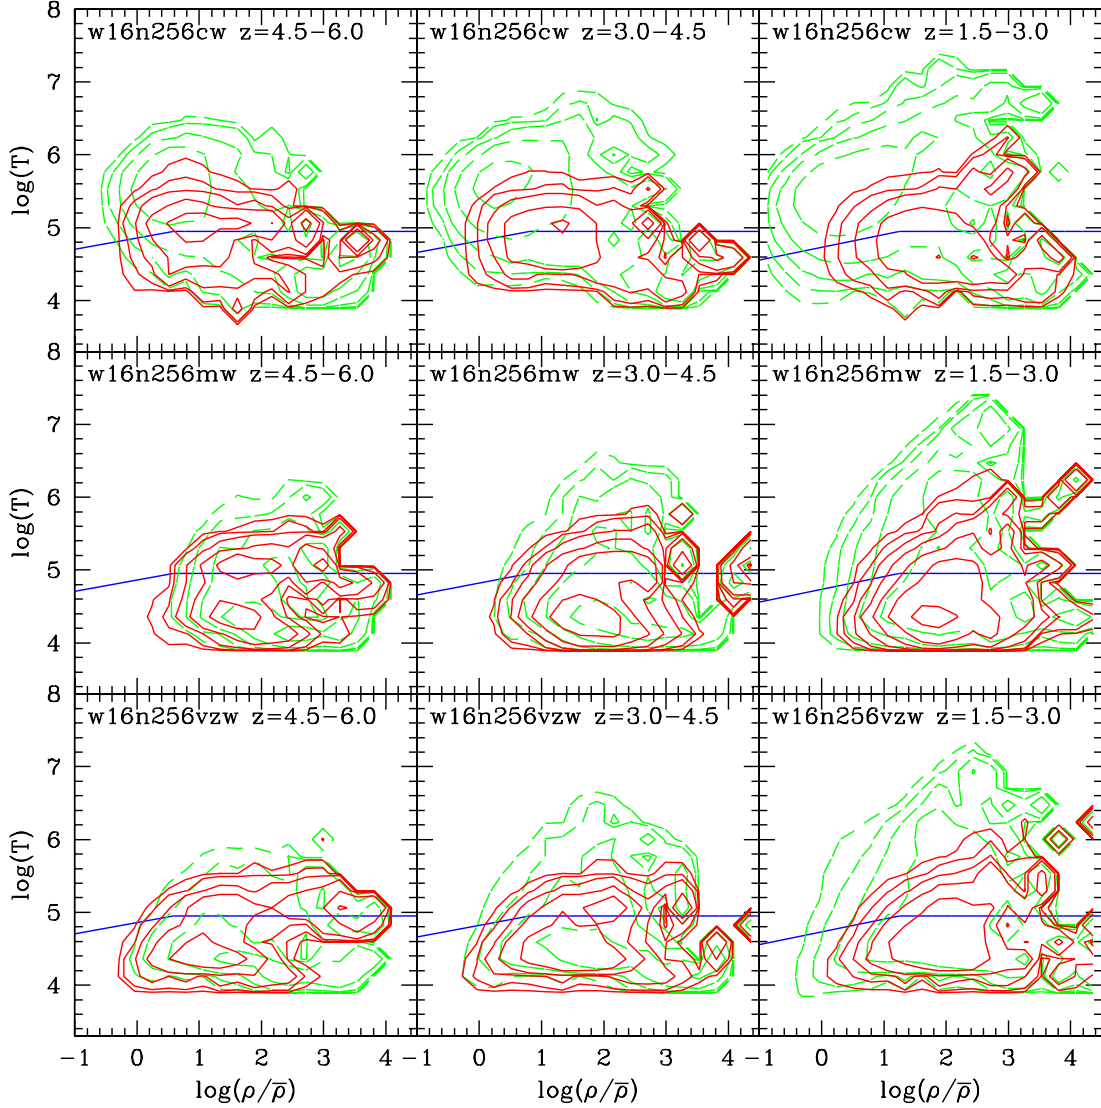 8
w16n256cw z=4.5−6.0
w16n256cw z=3.0−4.5
w16n256cw z=1.5−3.0
7
6
log(T)
5
4
8
w16n256mw z=4.5−6.0
w16n256mw z=3.0−4.5
w16n256mw z=1.5−3.0
7
6
log(T)
5
4
8
w16n256vzw z=4.5−6.0
w16n256vzw z=3.0−4.5
w16n256vzw z=1.5−3.0
7
6
log(T)
5
4
−1 0 1 2 3 4 0 1 2 3 4 0 1 2 3 4
log(ρ/ρ̄) log(ρ/ρ̄) log(ρ/ρ̄)